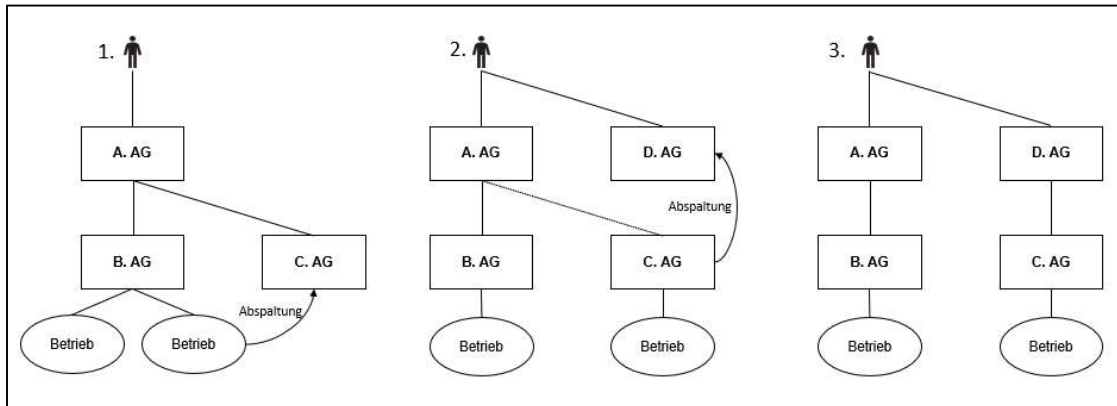 1.
2.
3.
A. AG
A. AG
D. AG
A. AG
D. AG
Abspaltung
B. AG
C. AG
B. AG
C. AG
B. AG
C. AG
Abspaltung
Betrieb
Betrieb
Betrieb
Betrieb
Betrieb
Betrieb